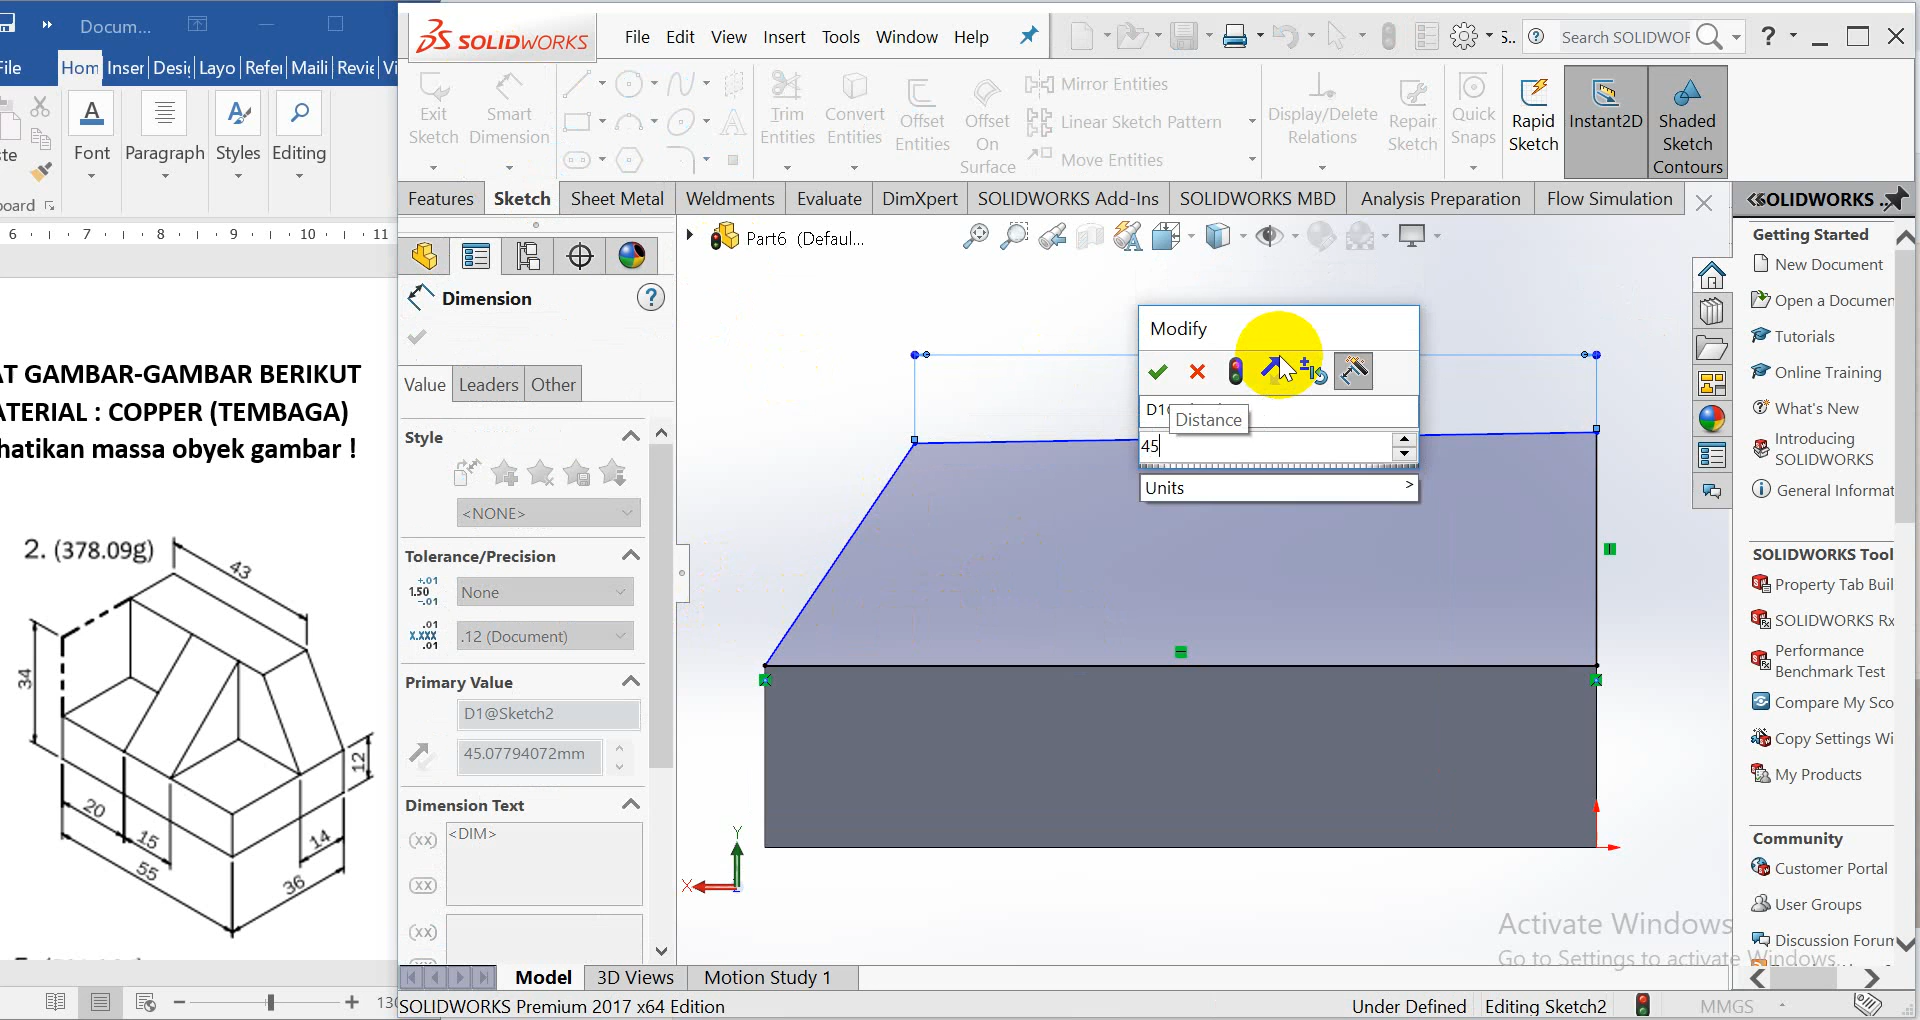 Docum...
File
Hom
Inser
Desig
Layo
Refer
Maili
Revie
Font
Paragraph
Styles
Editing
6 7 8 9 10 11
AT GAMBAR-GAMBAR BERIKUT
ATERIAL : COPPER (TEMBAGA)
hatikan massa obyek gambar !
2. (378.09g)
43
34
12
20
15
14
55
36
SOLIDWORKS
File Edit View Insert Tools Window Help
S..
Search SOLIDWOR
Exit Sketch
Smart Dimension
Trim Entities
Convert Entities
Offset Entities
Offset On Surface
Mirror Entities
Linear Sketch Pattern
Move Entities
Display/Delete Relations
Repair Sketch
Quick Snaps
Rapid Sketch
Instant2D
Shaded Sketch Contours
Features Sketch Sheet Metal Weldments Evaluate DimXpert SOLIDWORKS Add-Ins SOLIDWORKS MBD Analysis Preparation Flow Simulation
Part6 (Defaul...
Dimension
Value Leaders Other
Style
<NONE>
Tolerance/Precision
None
.12 (Document)
Primary Value
D1@Sketch2
45.07794072mm
Dimension Text
<DIM>
Modify
Distance
45
Units
Y
X
Activate Windows
Go to Settings to activate Windows.
SOLIDWORKS ..
Getting Started
New Document
Open a Documen
Tutorials
Online Training
What's New
Introducing SOLIDWORKS
General Informat
SOLIDWORKS Tool
Property Tab Buil
SOLIDWORKS Rx
Performance Benchmark Test
Compare My Sco
Copy Settings Wi
My Products
Community
Customer Portal
User Groups
Discussion Forum
Model 3D Views Motion Study 1
SOLIDWORKS Premium 2017 x64 Edition
Under Defined
Editing Sketch2
MMGS